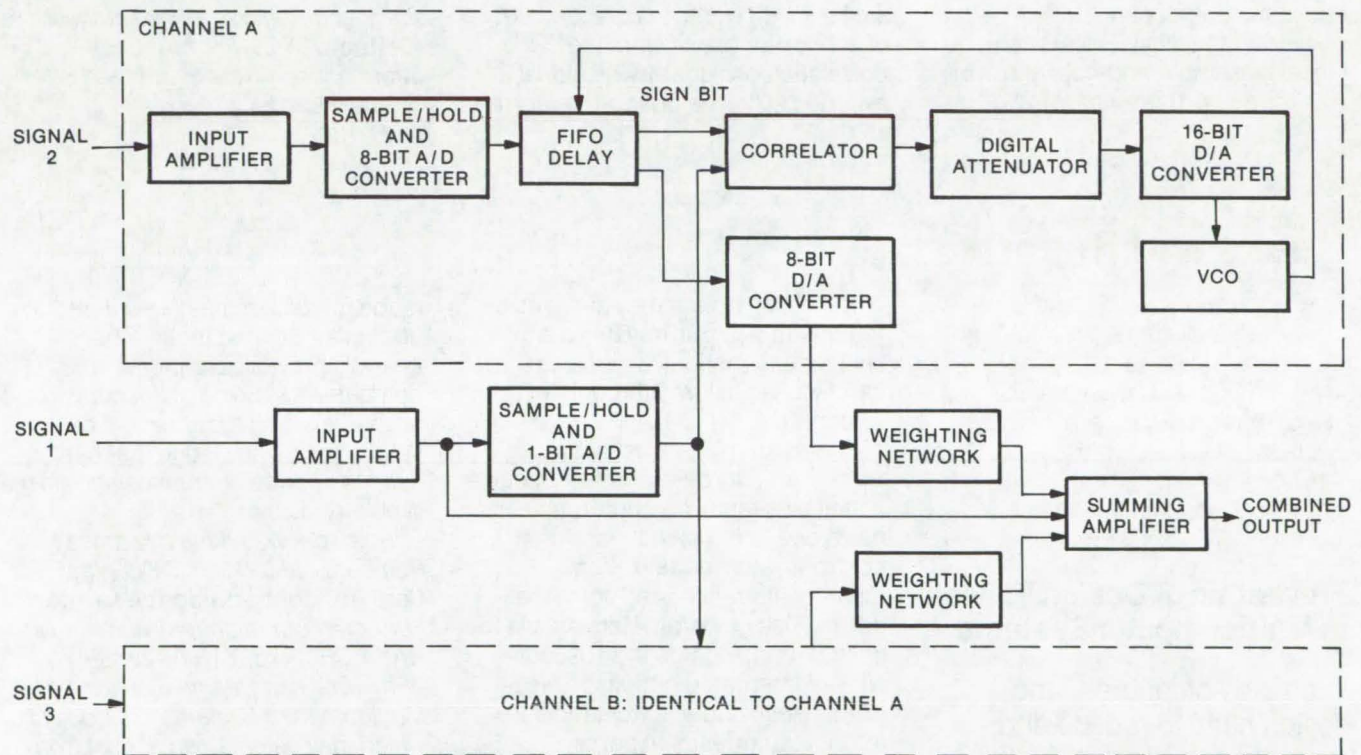 CHANNEL A
SIGN BIT
SIGNAL
2
INPUT
AMPLIFIER
SAMPLE/HOLD
AND
8-BIT A/D
CONVERTER
FIFO
DELAY
CORRELATOR
DIGITAL
ATTENUATOR
16-BIT
D/A
CONVERTER
8-BIT
D/A
CONVERTER
VCO
SIGNAL
1
INPUT
AMPLIFIER
SAMPLE/HOLD
AND
1-BIT A/D
CONVERTER
WEIGHTING
NETWORK
SUMMING
AMPLIFIER
COMBINED
OUTPUT
WEIGHTING
NETWORK
SIGNAL
3
CHANNEL B: IDENTICAL TO CHANNEL A